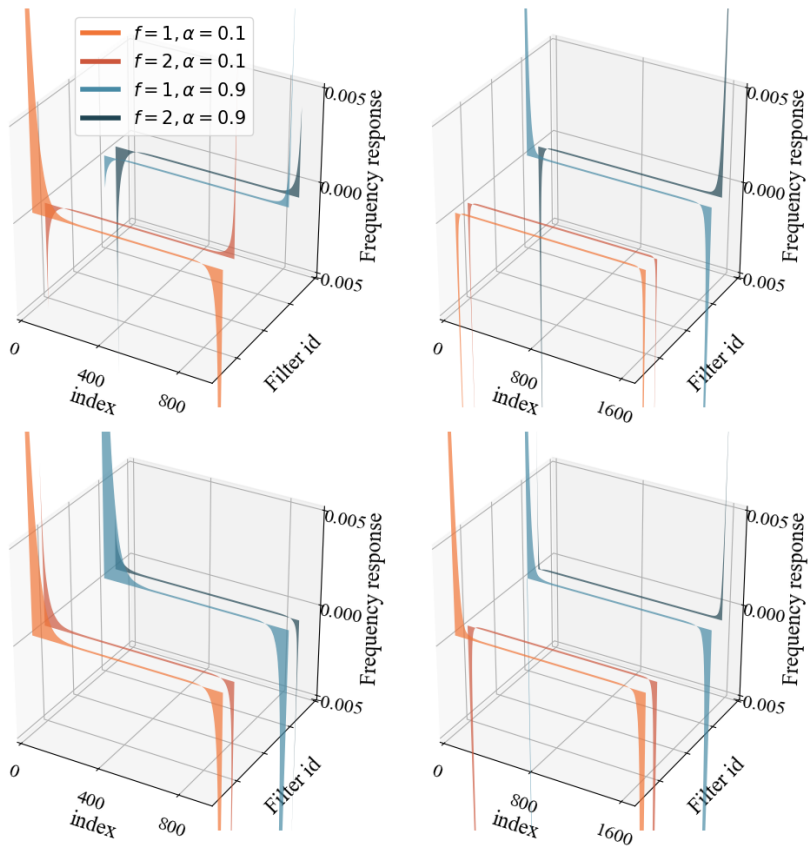 f = 1, α = 0.1
f = 2, α = 0.1
f = 1, α = 0.9
f = 2, α = 0.9
0.005
0.000
−0.005
Frequency response
Filter id
0
400
800
index
0.005
0.000
−0.005
Frequency response
Filter id
0
800
1600
index
0.005
0.000
−0.005
Frequency response
Filter id
0
400
800
index
0.005
0.000
−0.005
Frequency response
Filter id
0
800
1600
index